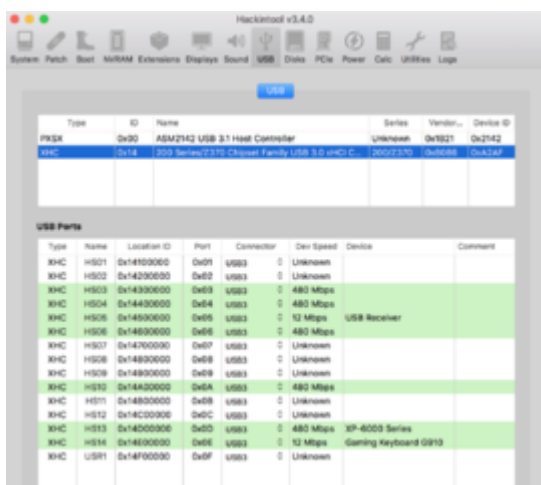 Hackintool v3.4.0
System Patch Boot NVRAM Extensions Displays Sound USB Disks PCIe Power Calc Utilities Logs
USB
Type ID Name Series Vendor... Device ID
PXSX 0x00 ASM2142 USB 3.1 Host Controller Unknown 0x1B21 0x2142
XHC 0x14 200 Series/Z370 Chipset Family USB 3.0 xHCI C... 200/Z370 0x8086 0xA2AF
USB Ports
Type Name Location ID Port Connector Dev Speed Device Comment
XHC HS01 0x14100000 0x01 USB3 Unknown
XHC HS02 0x14200000 0x02 USB3 Unknown
XHC HS03 0x14300000 0x03 USB3 480 Mbps
XHC HS04 0x14400000 0x04 USB3 480 Mbps
XHC HS05 0x14500000 0x05 USB3 12 Mbps USB Receiver
XHC HS06 0x14600000 0x06 USB3 480 Mbps
XHC HS07 0x14700000 0x07 USB3 Unknown
XHC HS08 0x14800000 0x08 USB3 Unknown
XHC HS09 0x14900000 0x09 USB3 Unknown
XHC HS10 0x14A00000 0x0A USB3 480 Mbps
XHC HS11 0x14B00000 0x0B USB3 Unknown
XHC HS12 0x14C00000 0x0C USB3 Unknown
XHC HS13 0x14D00000 0x0D USB3 480 Mbps XP-6000 Series
XHC HS14 0x14E00000 0x0E USB3 12 Mbps Gaming Keyboard G910
XHC USR1 0x14F00000 0x0F USB3 Unknown